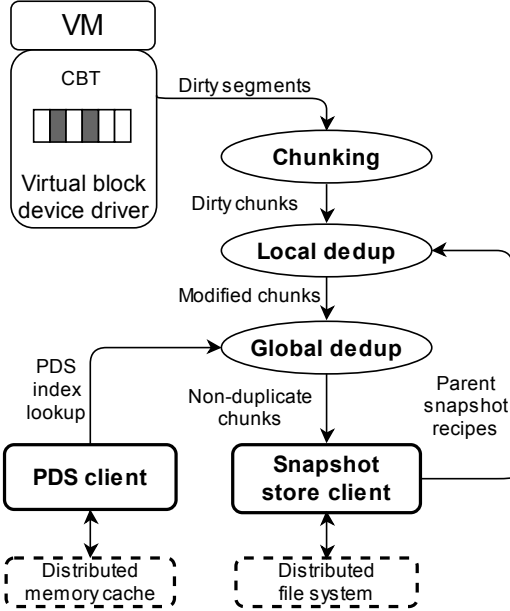 VM
CBT
Virtual block
device driver
Dirty segments
Chunking
Dirty chunks
Local dedup
Modified chunks
Global dedup
PDS
index
lookup
Non-duplicate
chunks
Parent
snapshot
recipes
PDS client
Snapshot
store client
Distributed
memory cache
Distributed
file system